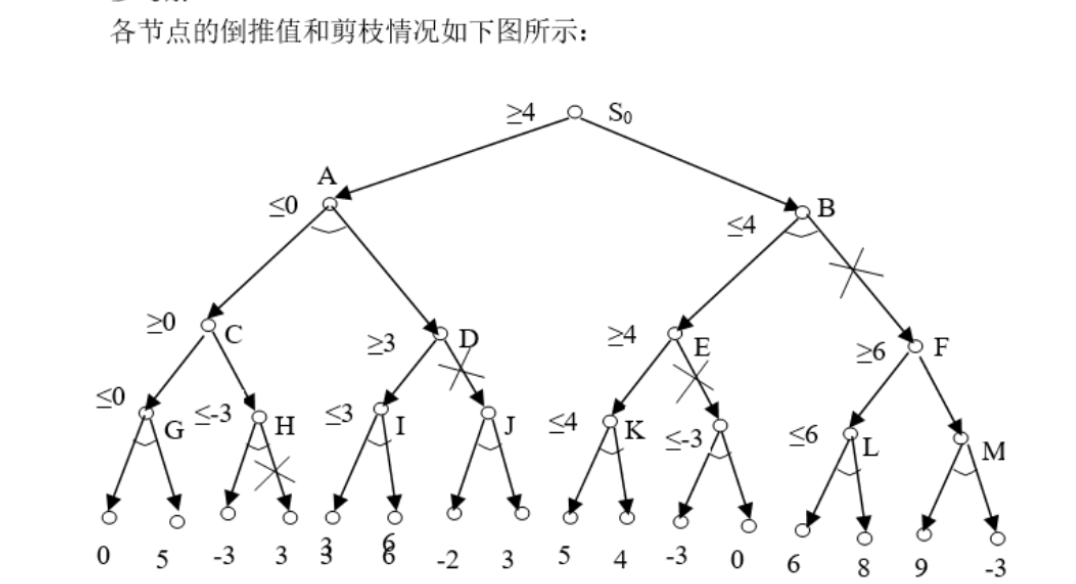 各节点的倒推值和剪枝情况如下图所示：
≥4 S₀
A
≤0 B
≤4
≥0 C ≥3 D ≥4 E ≥6 F
≤0 G ≤-3 H ≤3 I J ≤4 K ≤-3 ≤6 L M
0 5 -3 3 3 6 -2 3 5 4 -3 0 6 8 9 -3